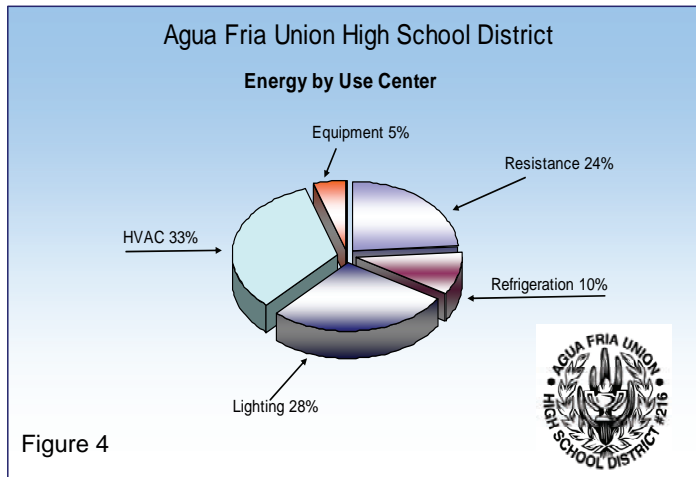 Agua Fria Union High School District
Energy by Use Center
Equipment 5%
Resistance 24%
HVAC 33%
Refrigeration 10%
Lighting 28%
Figure 4
• AGUA FRIA UNION •
HIGH SCHOOL DISTRICT #216